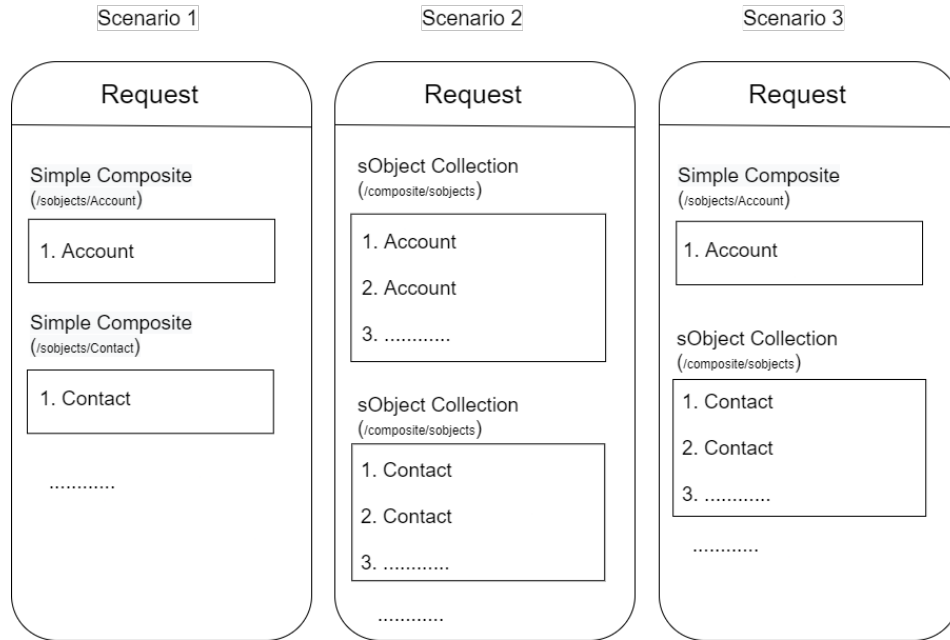 Scenario 1
Request
Simple Composite
(/sobjects/Account)
1. Account
Simple Composite
(/sobjects/Contact)
1. Contact
............
Scenario 2
Request
sObject Collection
(/composite/sobjects)
1. Account
2. Account
3. ............
sObject Collection
(/composite/sobjects)
1. Contact
2. Contact
3. ............
............
Scenario 3
Request
Simple Composite
(/sobjects/Account)
1. Account
sObject Collection
(/composite/sobjects)
1. Contact
2. Contact
3. ............
............